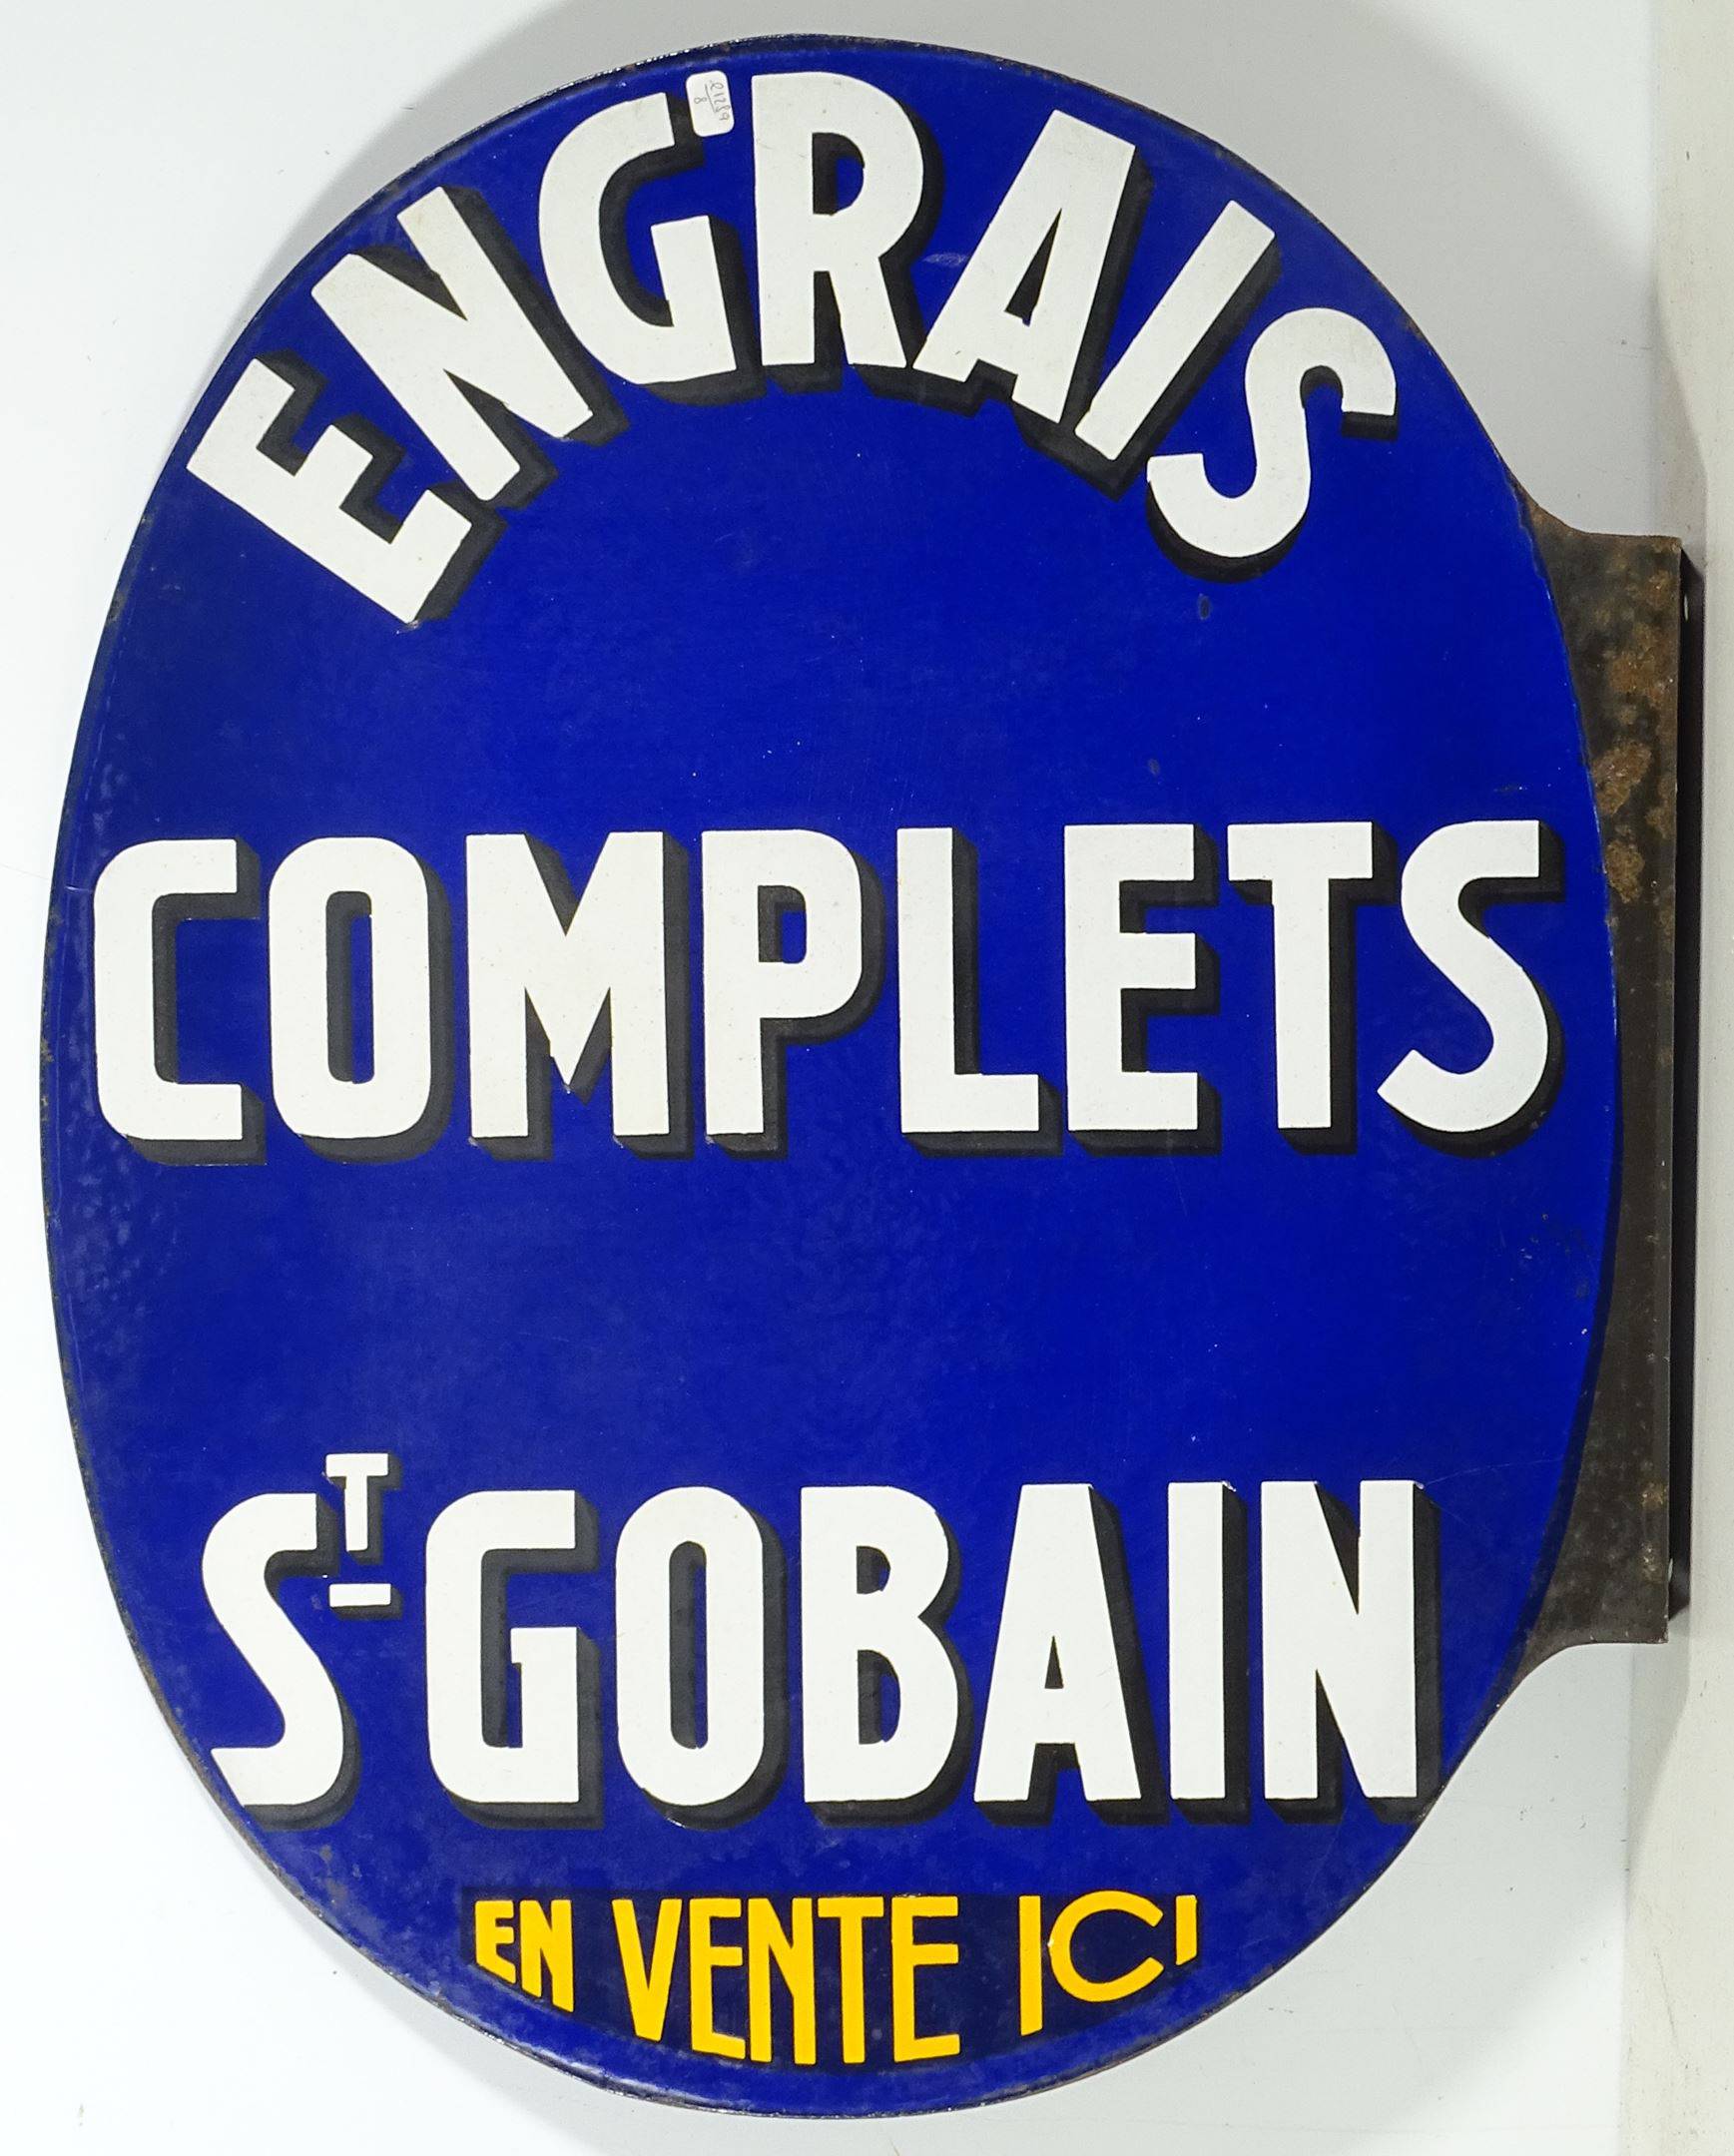 ENGRAIS
COMPLETS
ST GOBAIN
EN VENTE ICI